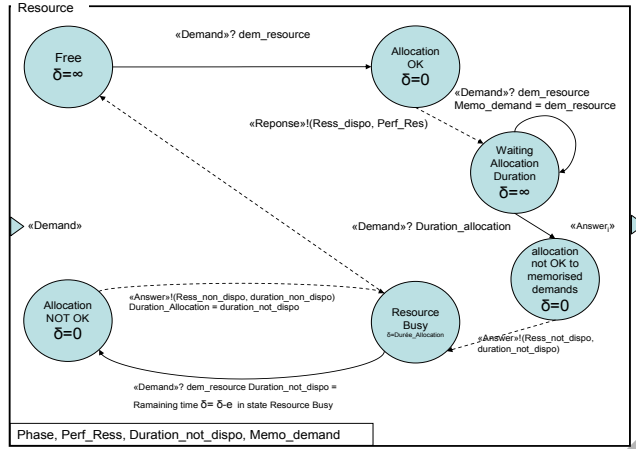 Resource
«Demand»? dem_resource
Free
δ=∞
Allocation
OK
δ=0
«Demand»? dem_resource
Memo_demand = dem_resource
«Reponse»!(Ress_dispo, Perf_Res)
Waiting
Allocation
Duration
δ=∞
«Demand»
«Demand»? Duration_allocation
«Answer¡»
allocation
not OK to
memorised
demands
δ=0
Allocation
NOT OK
δ=0
«Answer»!(Ress_non_dispo, duration_non_dispo)
Duration_Allocation = duration_not_dispo
Resource
Busy
δ=Durée_Allocation
«Answer»!(Ress_not_dispo,
duration_not_dispo)
«Demand»? dem_resource Duration_not_dispo =
Ramaining time δ= δ-e in state Resource Busy
Phase, Perf_Ress, Duration_not_dispo, Memo_demand